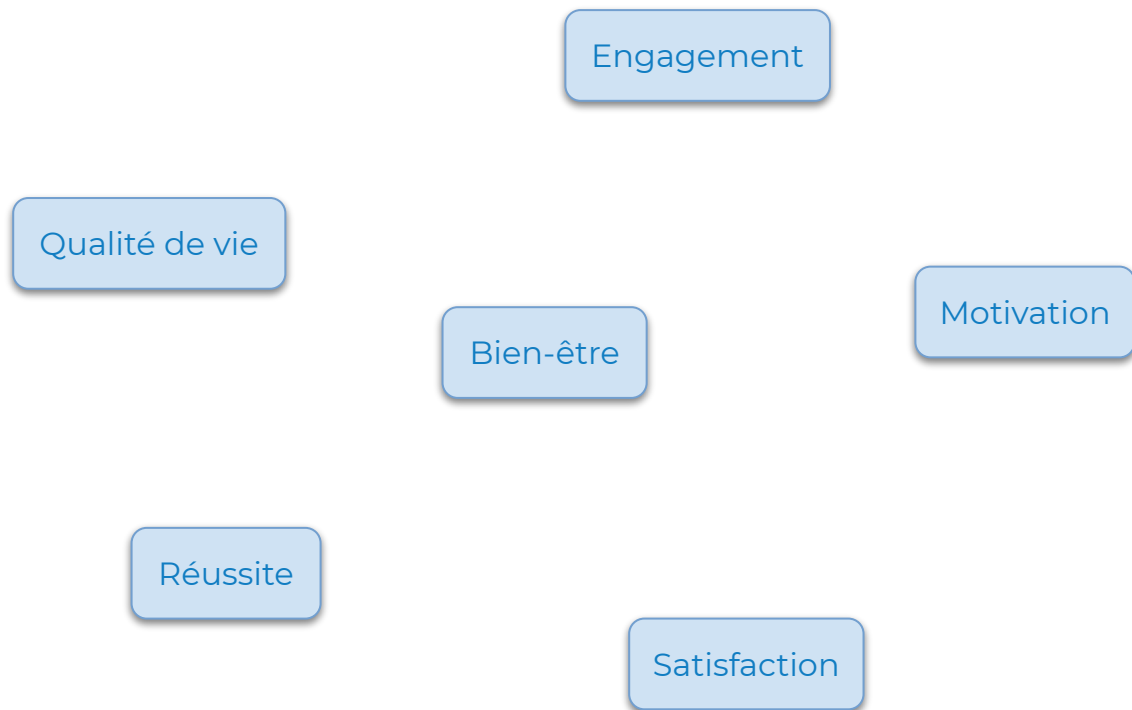 Engagement
Qualité de vie
Motivation
Bien-être
Réussite
Satisfaction